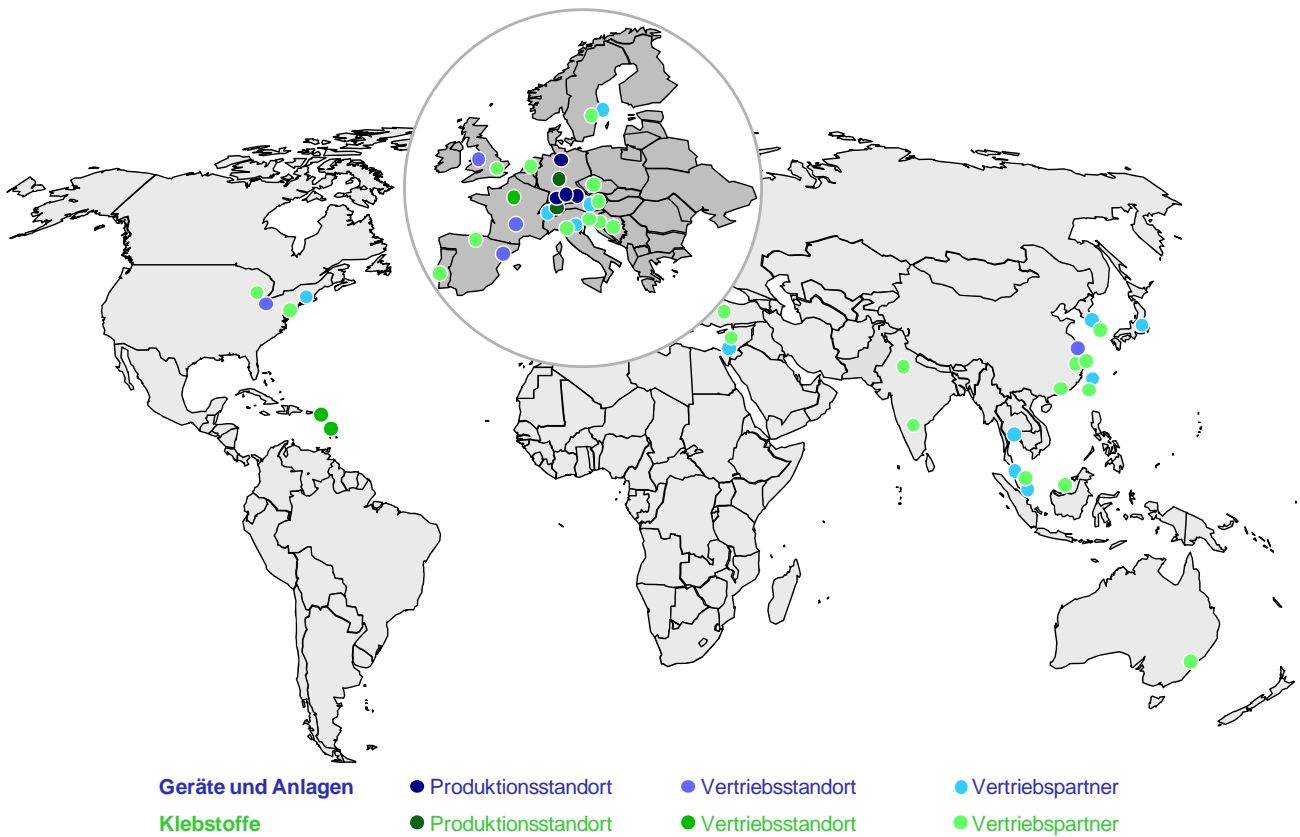 Geräte und Anlagen Produktionsstandort Vertriebsstandort Vertriebspartner
Klebstoffe Produktionsstandort Vertriebsstandort Vertriebspartner